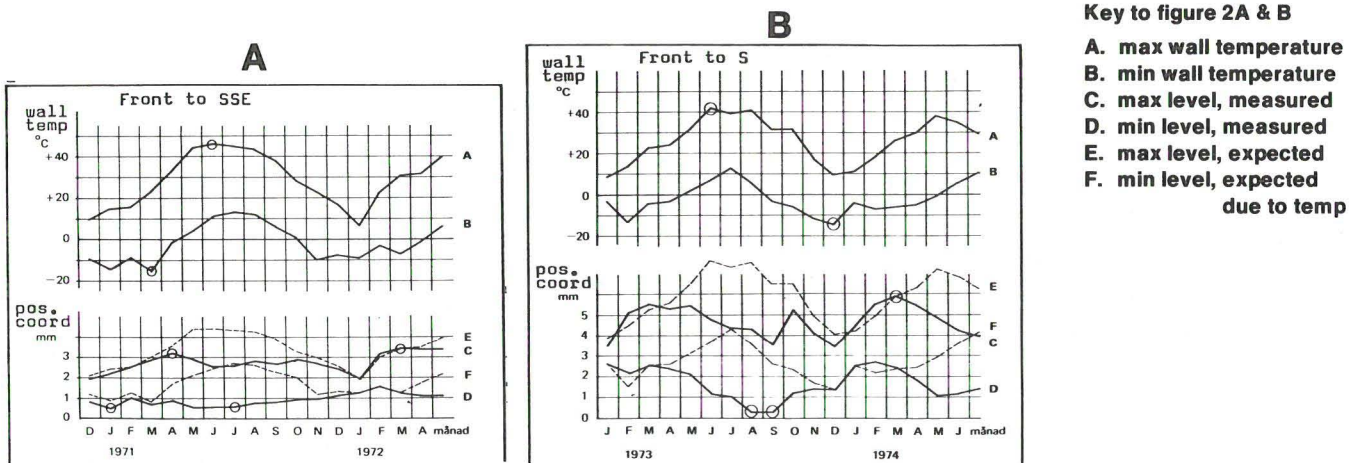 A
Front to SSE
wall
temp
°C
+40
+20
0
−20
A
B
pos.
coord
mm
3
2
1
0
E
C
F
D
D J F M A M J J A S O N D J F M A månad
1971 1972
B
Front to S
wall
temp
°C
+40
+20
0
−20
A
B
pos.
coord
mm
5
4
3
2
1
0
E
F
C
D
J F M A M J J A S O N D J F M A M J månad
1973 1974
Key to figure 2A & B
A. max wall temperature
B. min wall temperature
C. max level, measured
D. min level, measured
E. max level, expected
F. min level, expected
due to temp